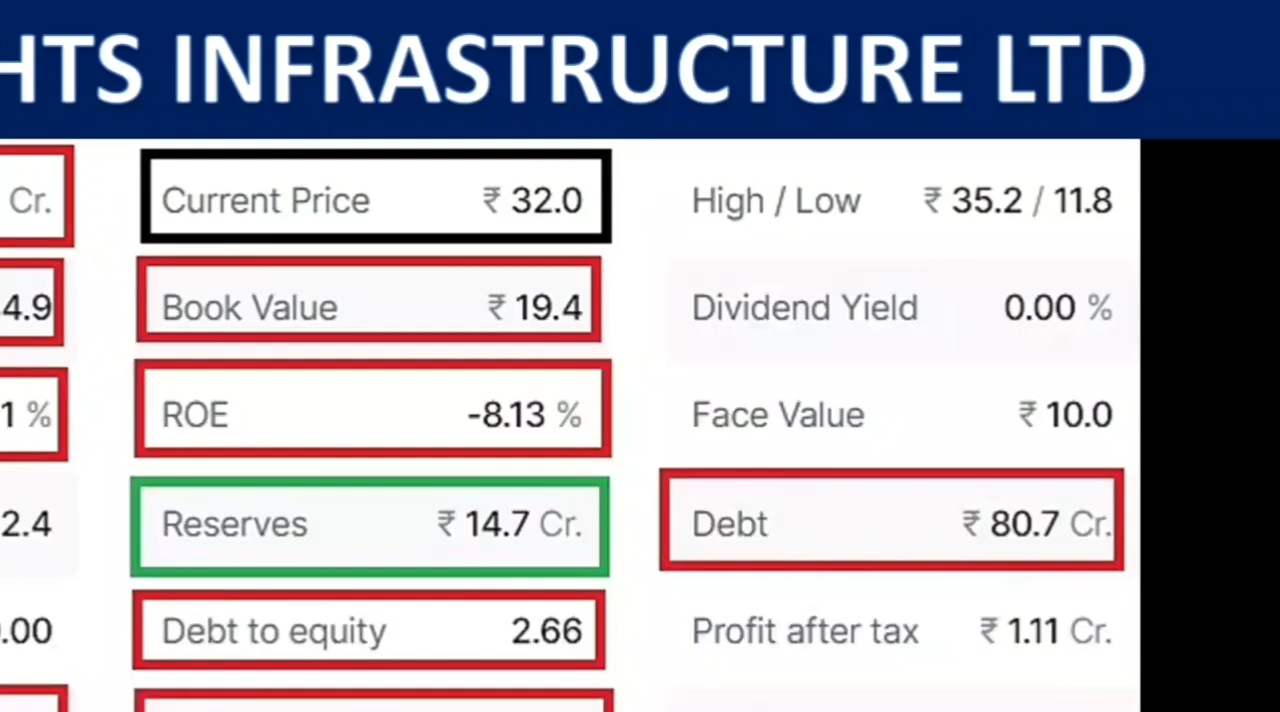 HTS INFRASTRUCTURE LTD
Cr. Current Price ₹ 32.0 High / Low ₹ 35.2 / 11.8
4.9 Book Value ₹ 19.4 Dividend Yield 0.00 %
1 % ROE -8.13 % Face Value ₹ 10.0
2.4 Reserves ₹ 14.7 Cr. Debt ₹ 80.7 Cr.
.00 Debt to equity 2.66 Profit after tax ₹ 1.11 Cr.